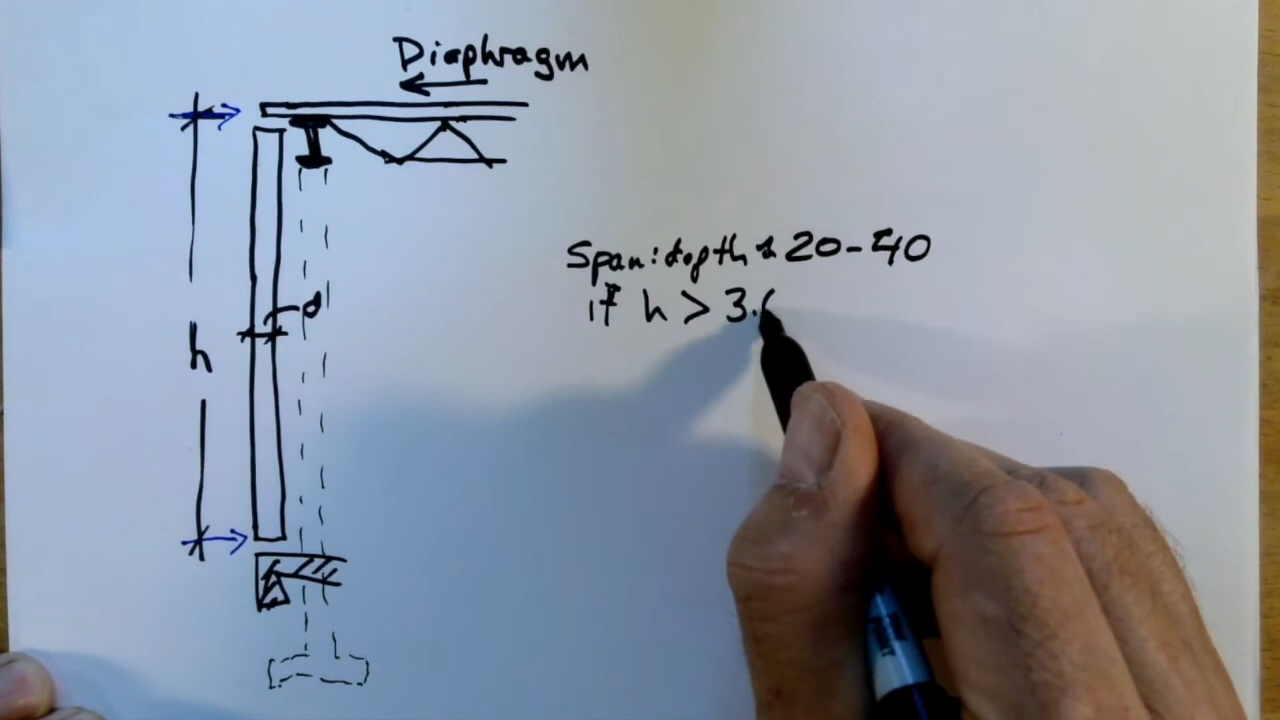 Diaphragm
Span:depth ≈ 20-40
if h > 3.
d
h